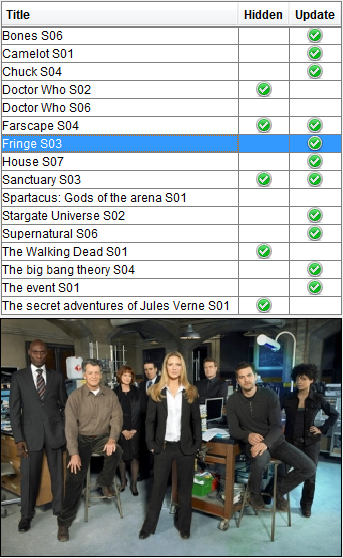 Title Hidden Update
Bones S06
Camelot S01
Chuck S04
Doctor Who S02
Doctor Who S06
Farscape S04
Fringe S03
House S07
Sanctuary S03
Spartacus: Gods of the arena S01
Stargate Universe S02
Supernatural S06
The Walking Dead S01
The big bang theory S04
The event S01
The secret adventures of Jules Verne S01